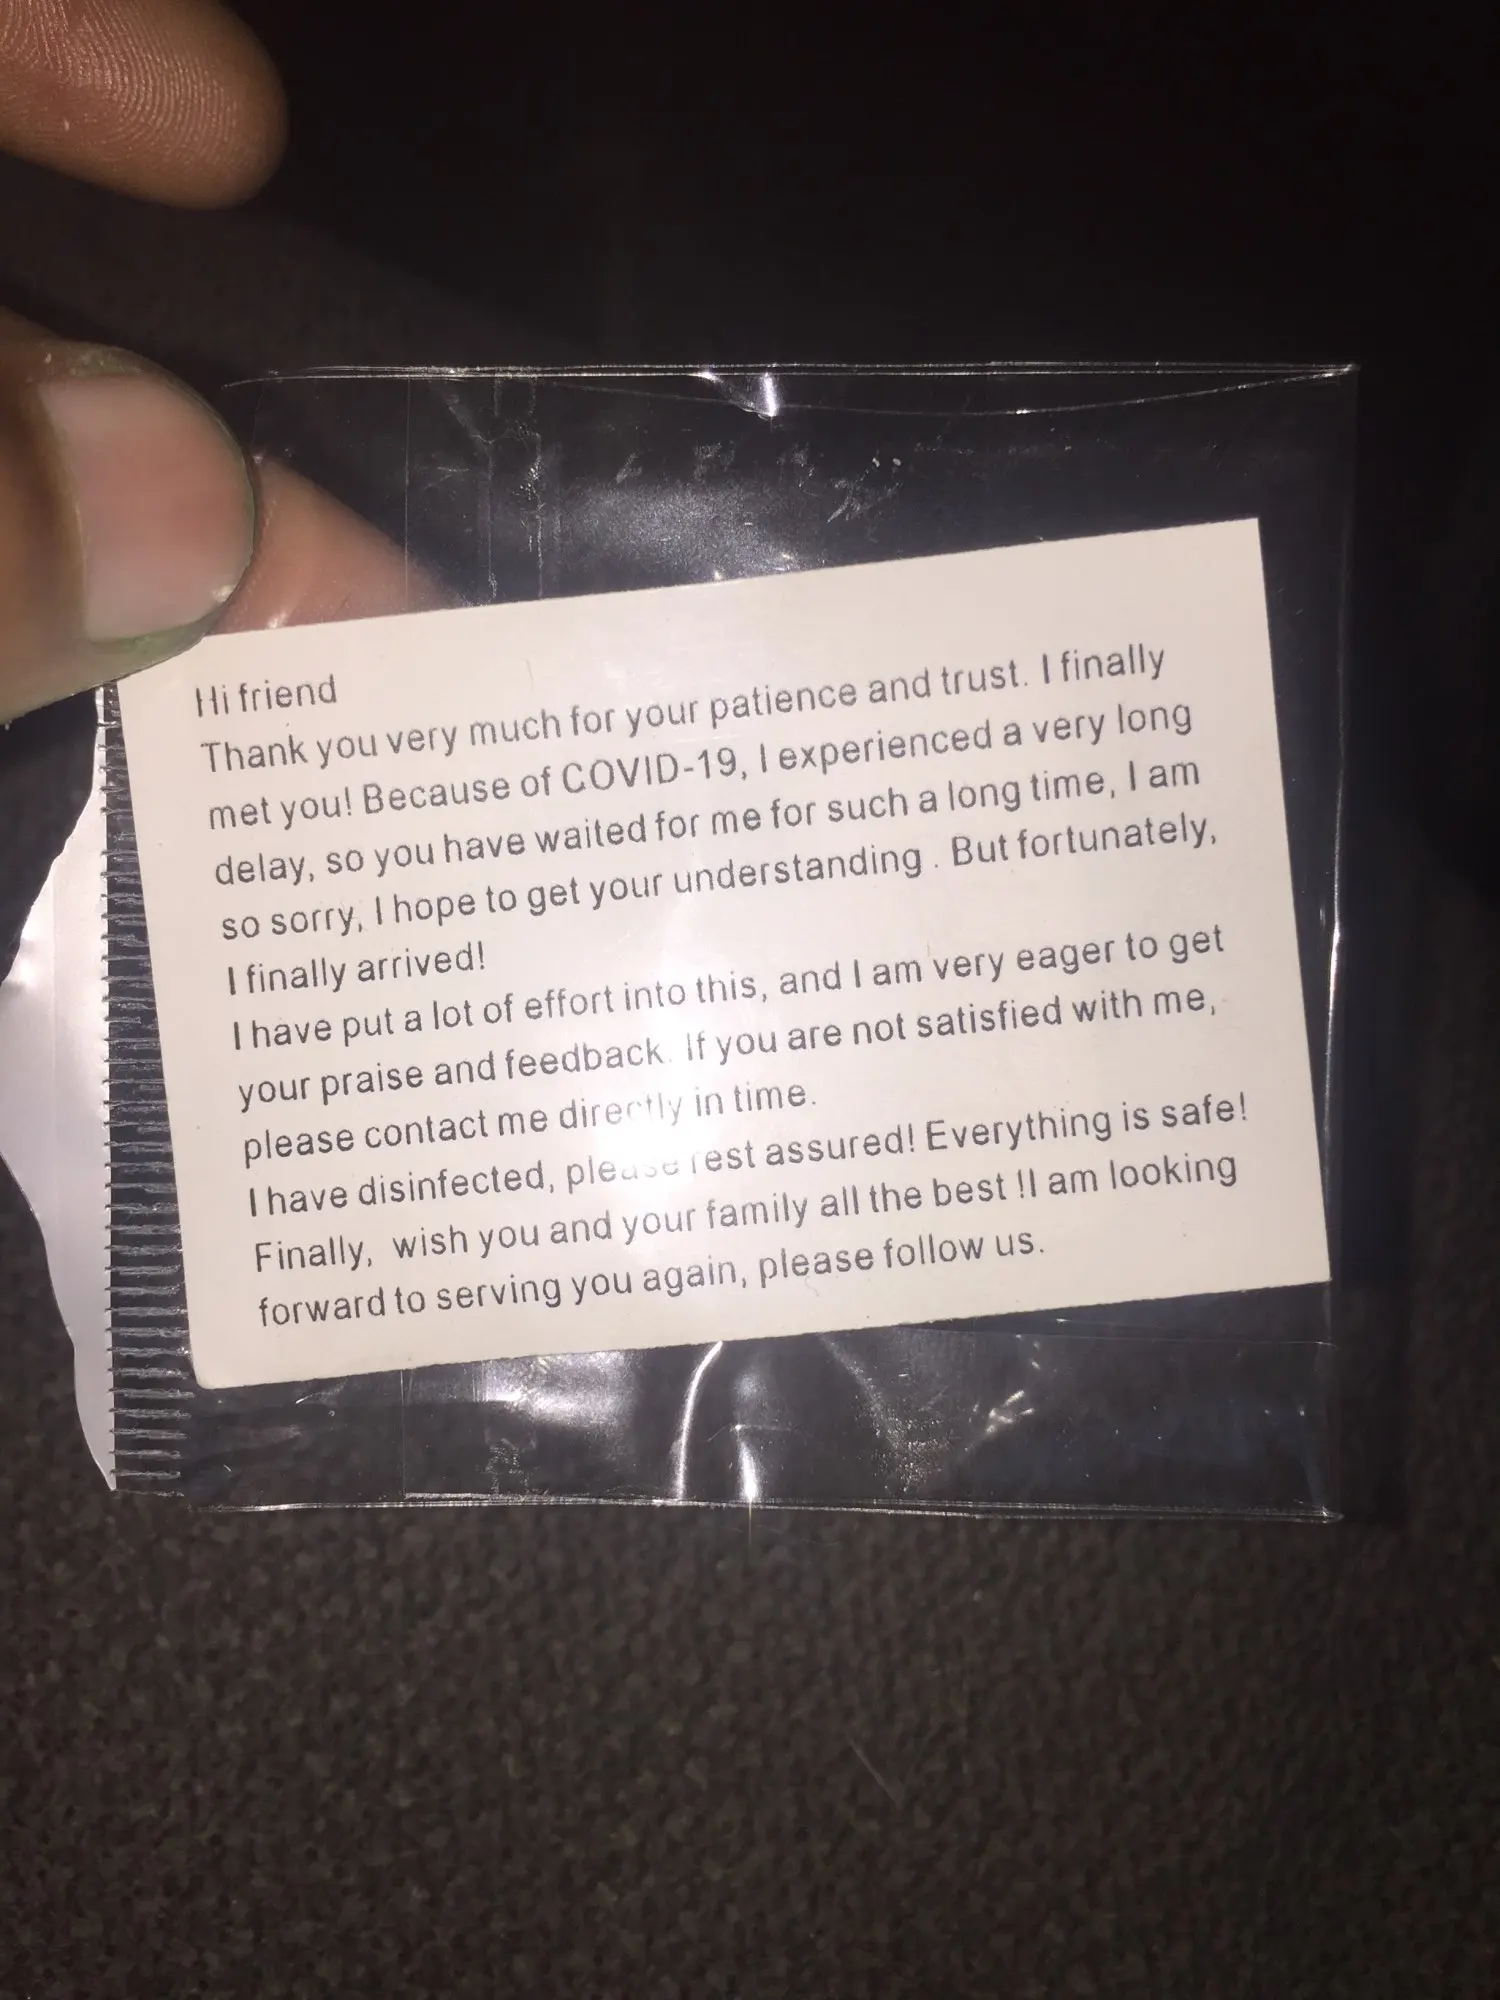 Hi friend
Thank you very much for your patience and trust. I finally
met you! Because of COVID-19, I experienced a very long
delay, so you have waited for me for such a long time, I am
so sorry, I hope to get your understanding . But fortunately,
I finally arrived!
I have put a lot of effort into this, and I am very eager to get
your praise and feedback. If you are not satisfied with me,
please contact me directly in time.
I have disinfected, please rest assured! Everything is safe!
Finally, wish you and your family all the best !I am looking
forward to serving you again, please follow us.